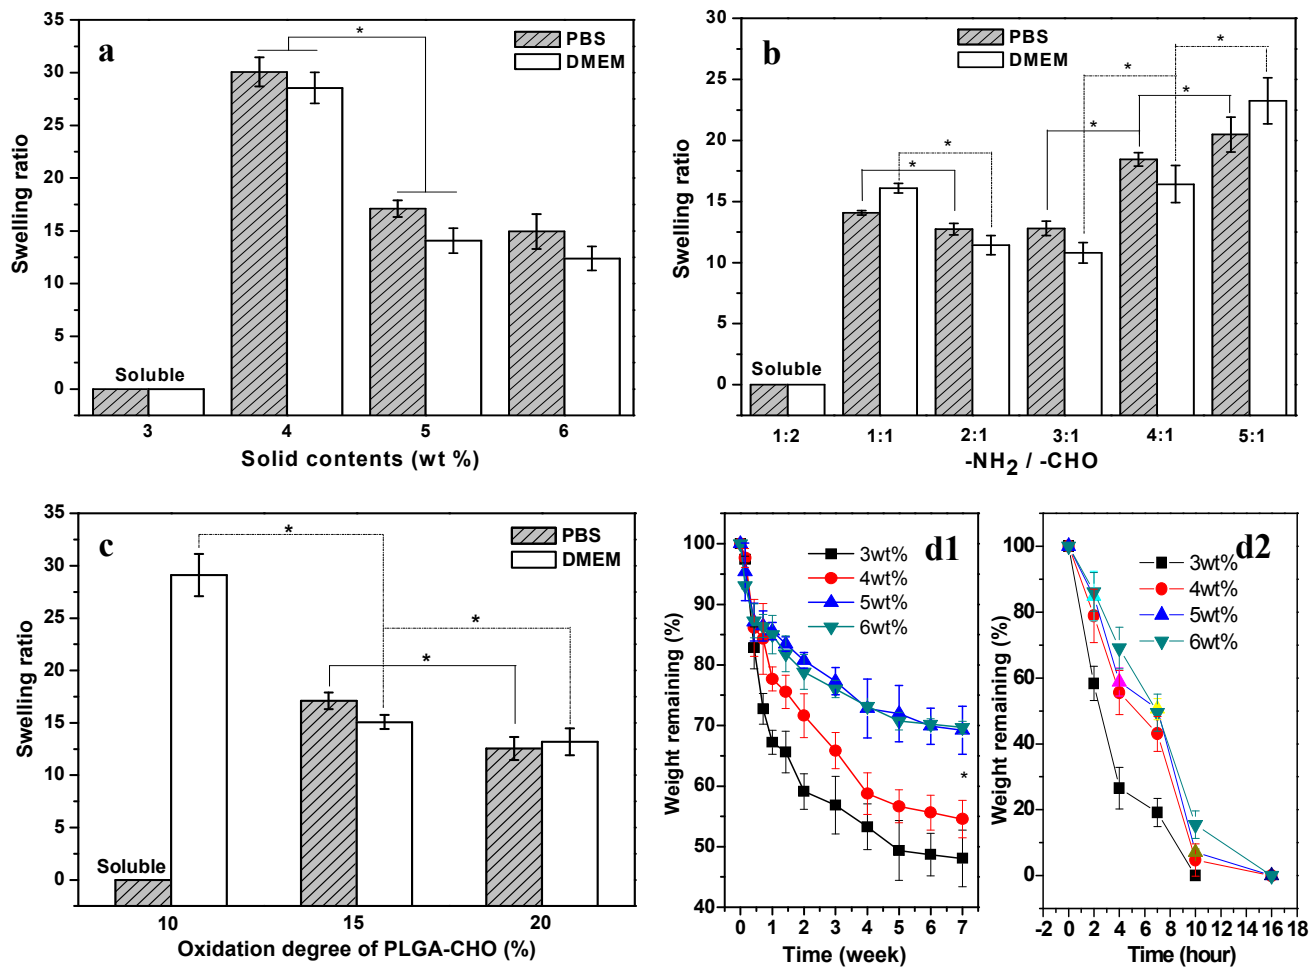 a
PBS
DMEM
*
Soluble
35
30
25
20
15
10
5
0
Swelling ratio
3 4 5 6
Solid contents (wt %)
b
PBS
DMEM
* * * * *
Soluble
30
25
20
15
10
5
0
Swelling ratio
1:2 1:1 2:1 3:1 4:1 5:1
-NH₂ / -CHO
c
PBS
DMEM
* * *
Soluble
35
30
25
20
15
10
5
0
Swelling ratio
10 15 20
Oxidation degree of PLGA-CHO (%)
d1
3wt%
4wt%
5wt%
6wt%
*
100
90
80
70
60
50
40
Weight remaining (%)
0 1 2 3 4 5 6 7
Time (week)
d2
3wt%
4wt%
5wt%
6wt%
100
80
60
40
20
0
Weight remaining (%)
-2 0 2 4 6 8 10 12 14 16 18
Time (hour)